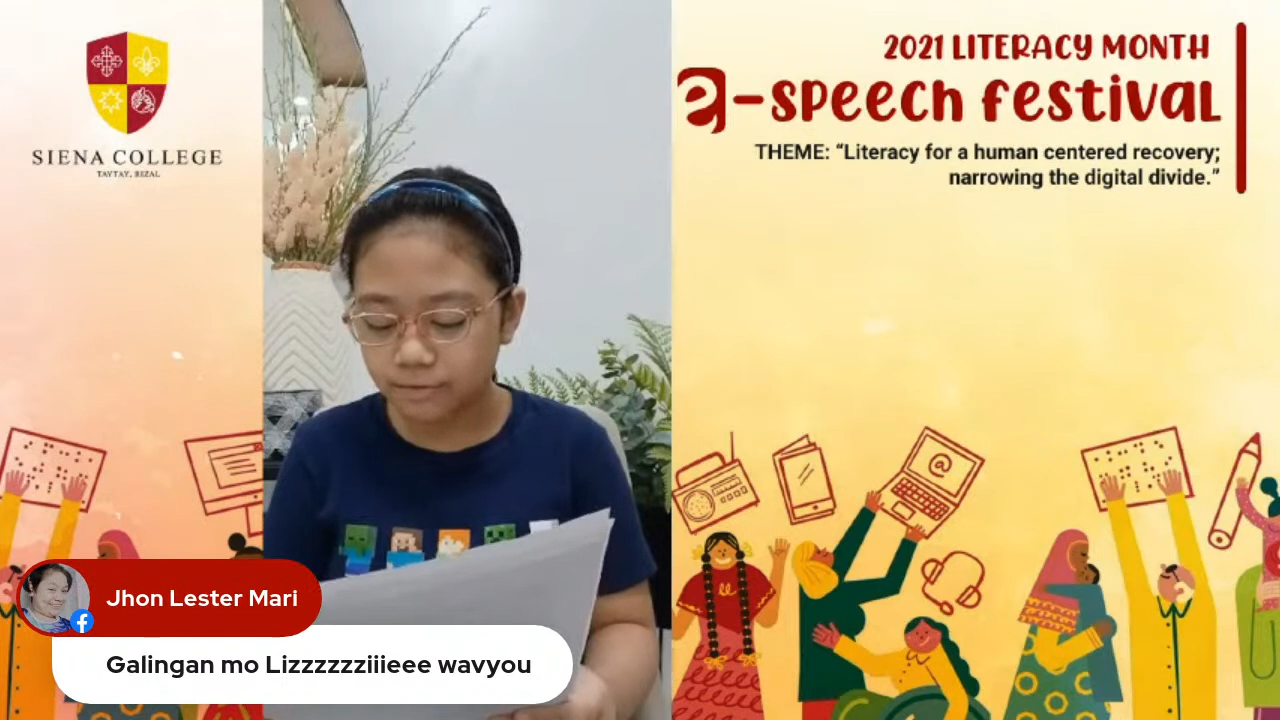 SIENA COLLEGE
TAYTAY, RIZAL
2021 LITERACY MONTH
e-speech festival
THEME: “Literacy for a human centered recovery;
narrowing the digital divide.”
Jhon Lester Mari
Galingan mo Lizzzzzziiieee wavyou